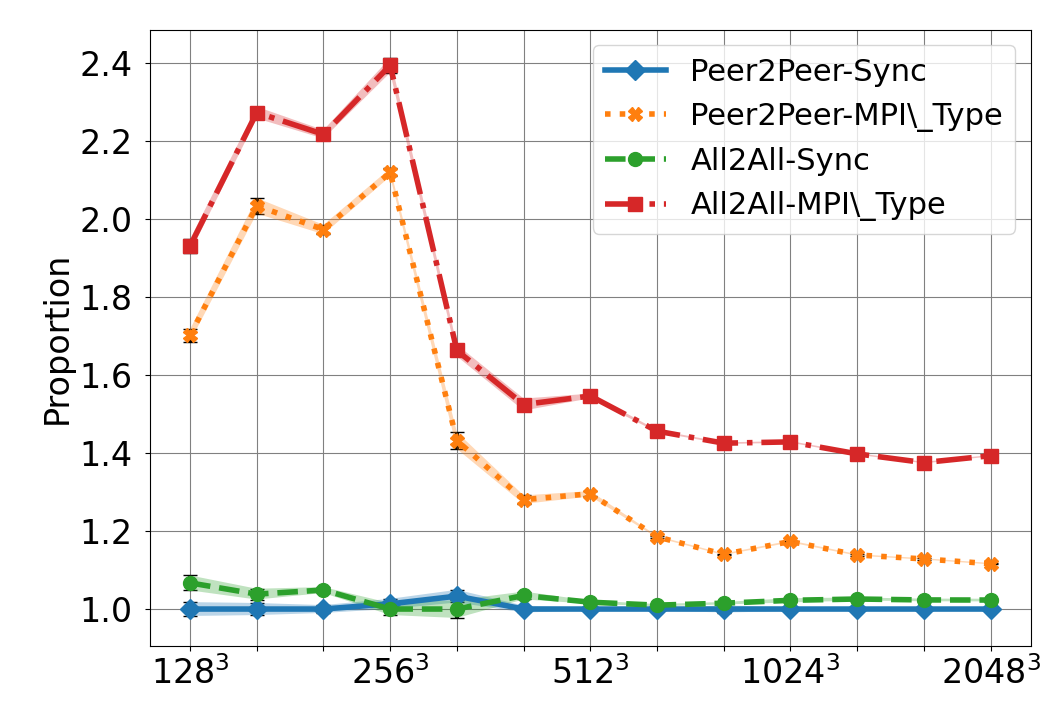 2.4
2.2
2.0
1.8
1.6
1.4
1.2
1.0
Proportion
Peer2Peer-Sync
Peer2Peer-MPI\_Type
All2All-Sync
All2All-MPI\_Type
128³ 256³ 512³ 1024³ 2048³